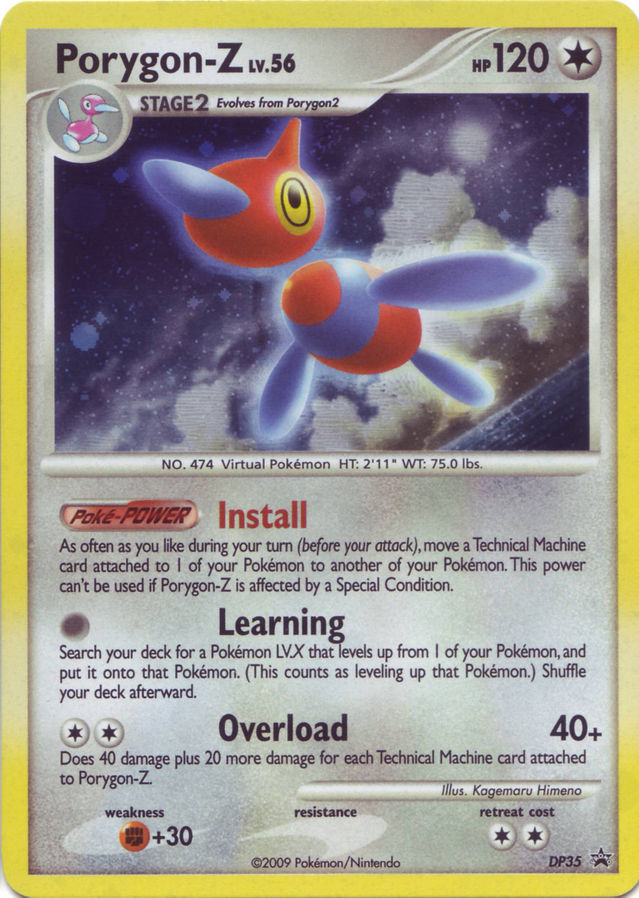 Porygon-Z LV.56 HP 120
STAGE2 Evolves from Porygon2
NO. 474 Virtual Pokémon HT: 2'11" WT: 75.0 lbs.
Poké-POWER Install
As often as you like during your turn (before your attack), move a Technical Machine
card attached to 1 of your Pokémon to another of your Pokémon. This power
can't be used if Porygon-Z is affected by a Special Condition.
Learning
Search your deck for a Pokémon LV.X that levels up from 1 of your Pokémon, and
put it onto that Pokémon. (This counts as leveling up that Pokémon.) Shuffle
your deck afterward.
Overload 40+
Does 40 damage plus 20 more damage for each Technical Machine card attached
to Porygon-Z.
Illus. Kagemaru Himeno
weakness resistance retreat cost
+30
©2009 Pokémon/Nintendo DP35